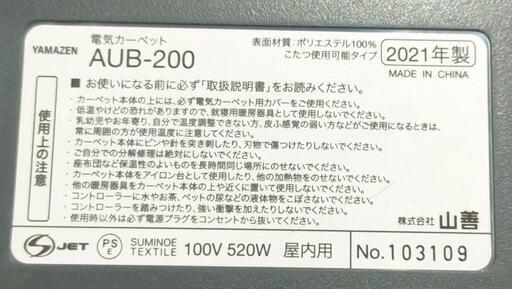 YAMAZEN
電気カーペット
AUB-200
表面材質:ポリエステル100%
こたつ使用可能タイプ
2021年製
MADE IN CHINA
■お使いになる前に必ず「取扱説明書」をお読みください。
使用上の注意
・カーペット本体の上には、必ず電気カーペット用カバーをご使用ください。
・低温やけどの恐れがありますので、就寝用暖房器具として使用しないでください。
・乳幼児やお年寄り、自分で温度調整できない方、皮ふ感覚の弱い方などがご使用になるときは、
常に周囲の方が使用温度に注意してください。
・カーペット本体にピンや針を突き刺したり、刃物で傷つけたりしないでください。
・ご自分での分解修理は絶対にしないでください。
・座布団など保温性のよいものを長時間同じ場所にのせないでください。
・カーペット本体をアイロン台として使用したり、他の加熱物をのせないでください。
・他の暖房器具をカーペット本体の上や近くに置いて使用しないでください。
・コントローラーに水やお茶、ペットの尿などの液体物をこぼさないでください。
・コントローラーを踏みつけたり、強い衝撃を加えたりしないでください。
・使用時以外は必ず電源プラグをコンセントから抜いてください。
株式会社 山善
S JET
PS
E
SUMINOE
TEXTILE
100V 520W 屋内用
No.103109